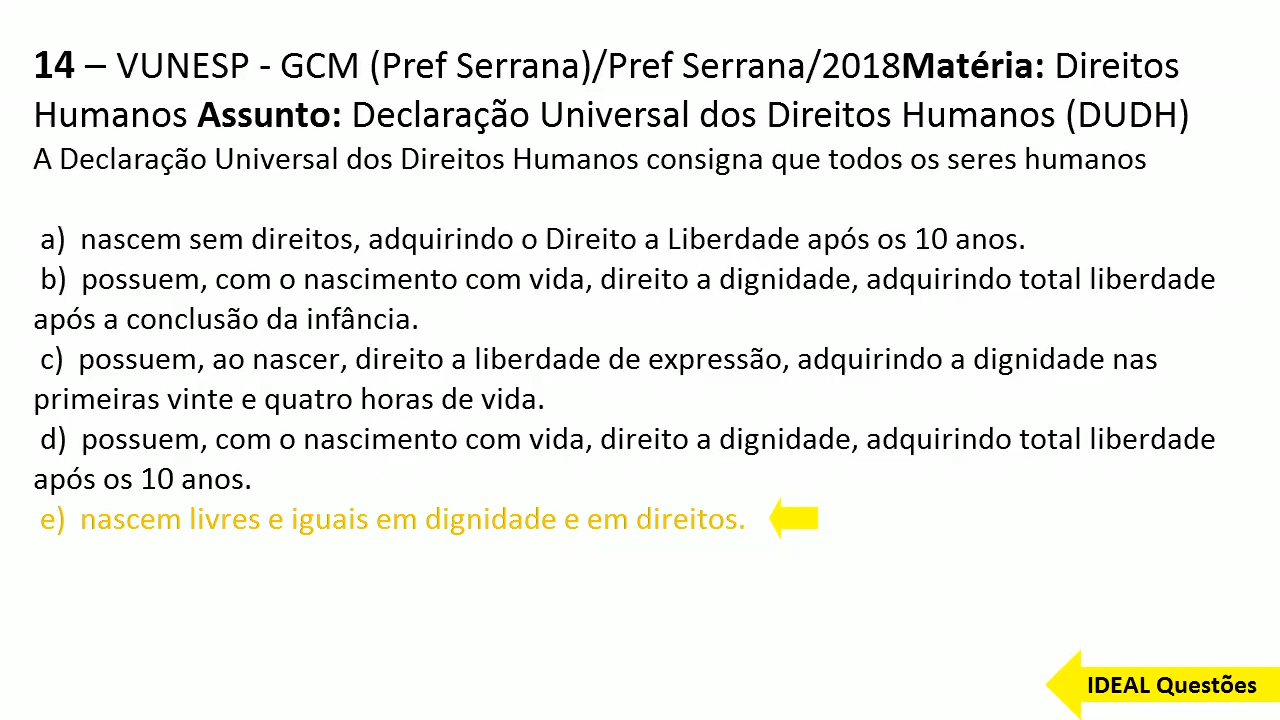 14 – VUNESP - GCM (Pref Serrana)/Pref Serrana/2018Matéria: Direitos
Humanos Assunto: Declaração Universal dos Direitos Humanos (DUDH)
A Declaração Universal dos Direitos Humanos consigna que todos os seres humanos
a) nascem sem direitos, adquirindo o Direito a Liberdade após os 10 anos.
b) possuem, com o nascimento com vida, direito a dignidade, adquirindo total liberdade
após a conclusão da infância.
c) possuem, ao nascer, direito a liberdade de expressão, adquirindo a dignidade nas
primeiras vinte e quatro horas de vida.
d) possuem, com o nascimento com vida, direito a dignidade, adquirindo total liberdade
após os 10 anos.
e) nascem livres e iguais em dignidade e em direitos.
IDEAL Questões